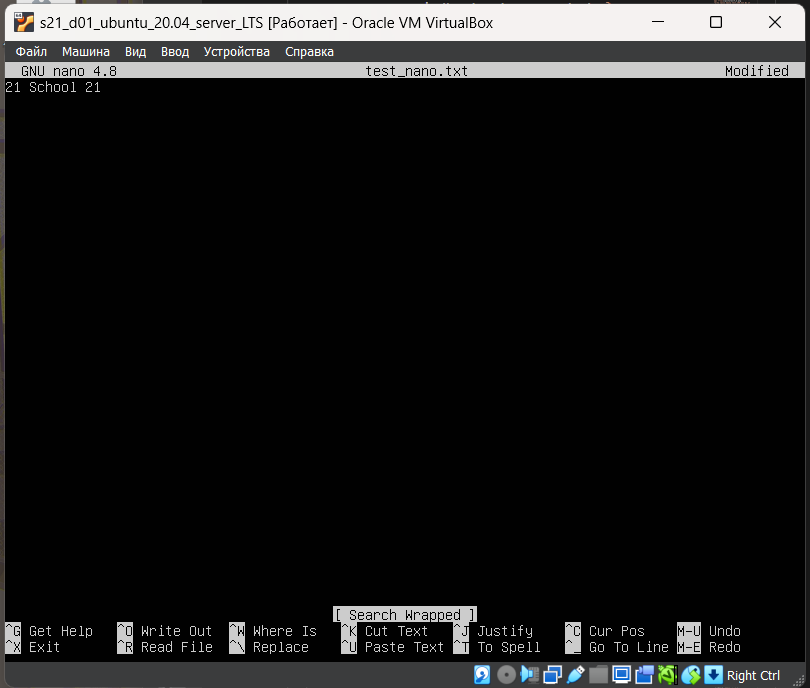 s21_d01_ubuntu_20.04_server_LTS [Работает] - Oracle VM VirtualBox
Файл Машина Вид Ввод Устройства Справка
GNU nano 4.8 test_nano.txt Modified
21 School 21
[ Search Wrapped ]
^G Get Help ^O Write Out ^W Where Is ^K Cut Text ^J Justify ^C Cur Pos M-U Undo
^X Exit ^R Read File ^\ Replace ^U Paste Text ^T To Spell ^_ Go To Line M-E Redo
Right Ctrl